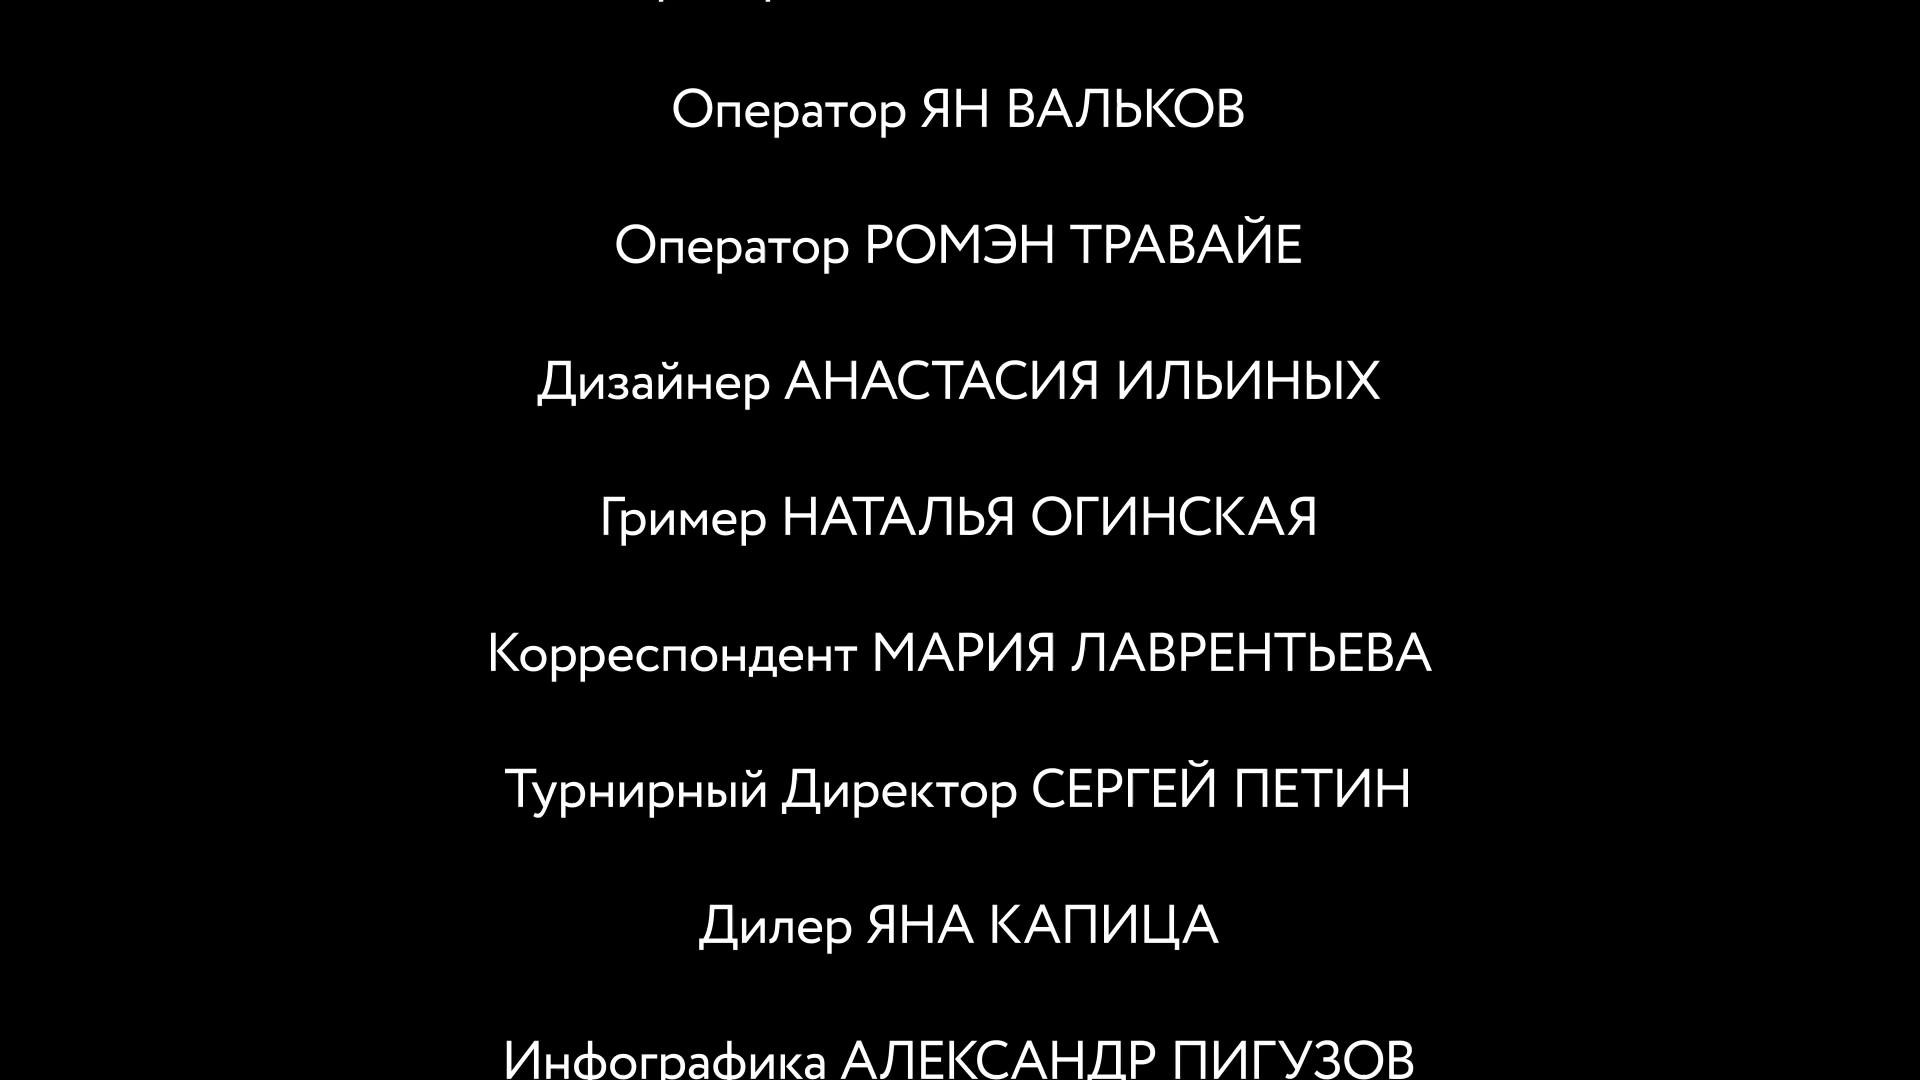 Оператор ЯН ВАЛЬКОВ
Оператор РОМЭН ТРАВАЙЕ
Дизайнер АНАСТАСИЯ ИЛЬИНЫХ
Гример НАТАЛЬЯ ОГИНСКАЯ
Корреспондент МАРИЯ ЛАВРЕНТЬЕВА
Турнирный Директор СЕРГЕЙ ПЕТИН
Дилер ЯНА КАПИЦА
Инфографика АЛЕКСАНДР ПИГУЗОВ